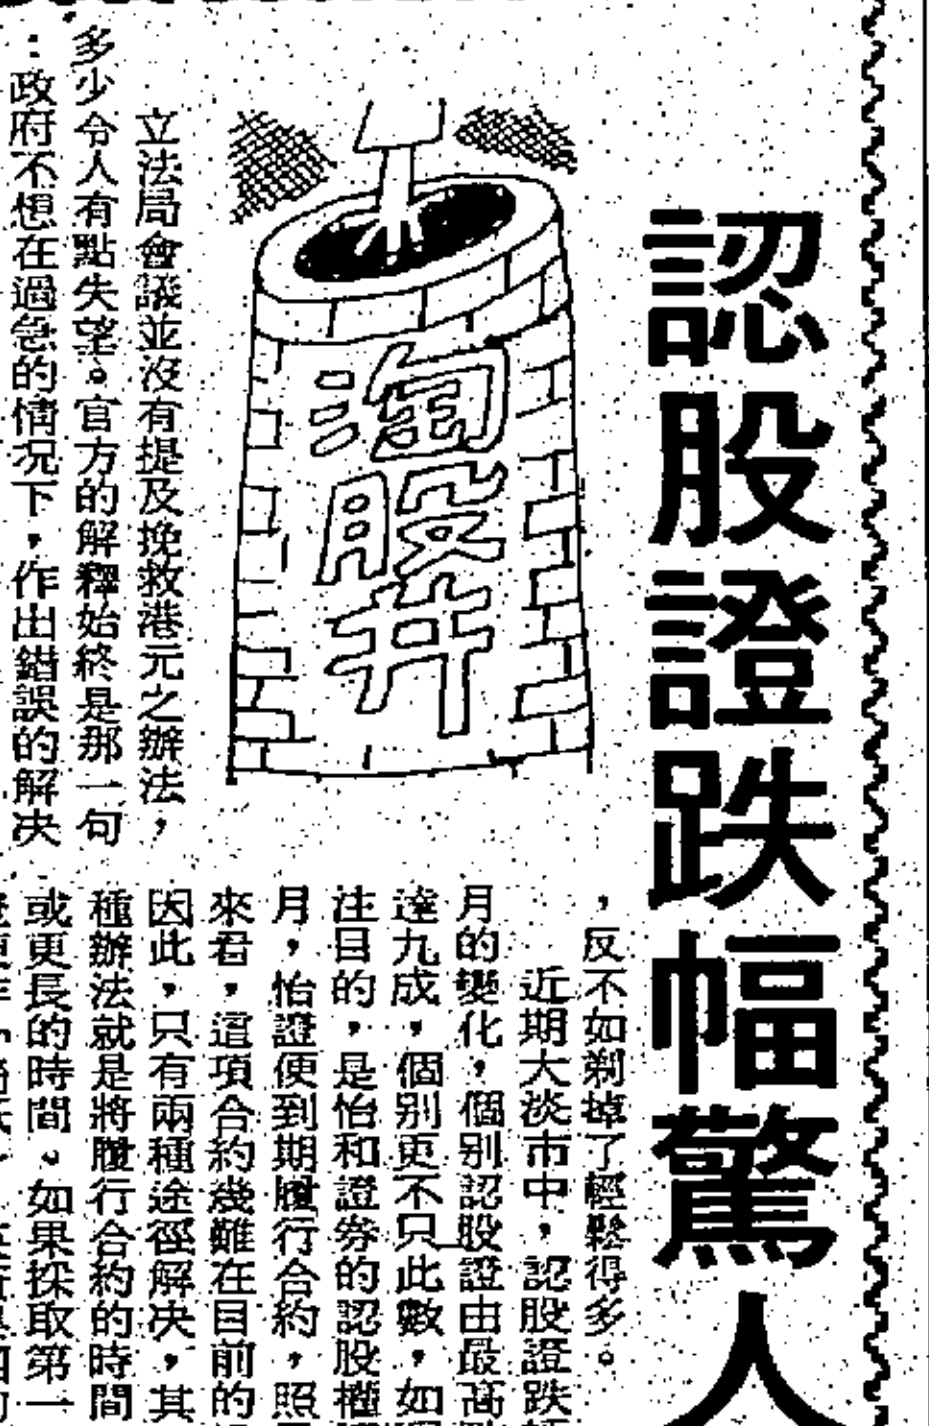 認股證跌幅驚人
淘股井
立法局會議並沒有提及挽救港元之辦法，
多少令人有點失望。官方的解釋始終是那一句
：政府不想在過急的情況下，作出錯誤的解決
，反不如剃掉了輕鬆得多。
近期大淡市中，認股證跌
月的變化，個别認股證由最高
達九成，個别更不只此數，如
注目的，是怡和證券的認股權
月，怡證便到期履行合約，照
來看，這項合約幾難在目前的
因此，只有兩種途徑解决，其
種辦法就是將履行合約的時間
或更長的時間。如果採取第一